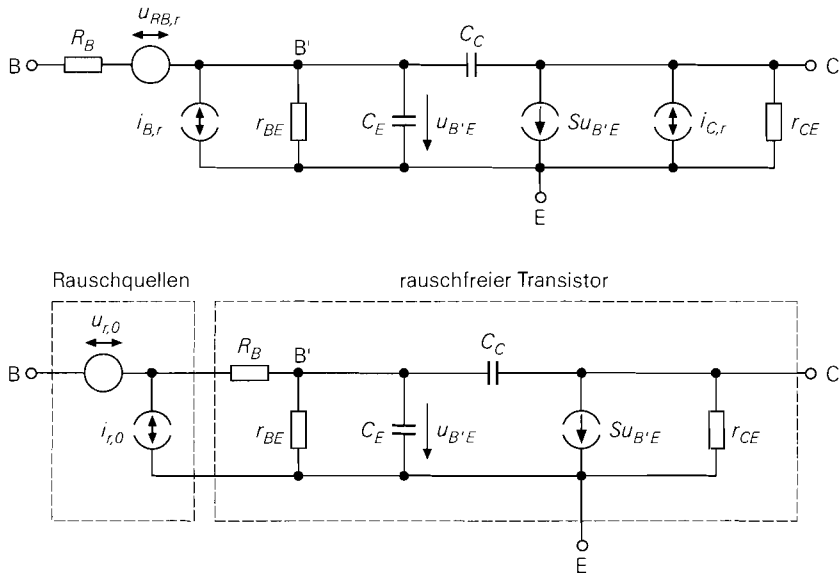 u_{RB,r}
R_B
B
B'
C_C
C
i_{B,r}
r_{BE}
C_E
u_{B'E}
Su_{B'E}
i_{C,r}
r_{CE}
E
Rauschquellen
rauschfreier Transistor
u_{r,0}
B
R_B
B'
C_C
C
i_{r,0}
r_{BE}
C_E
u_{B'E}
Su_{B'E}
r_{CE}
E